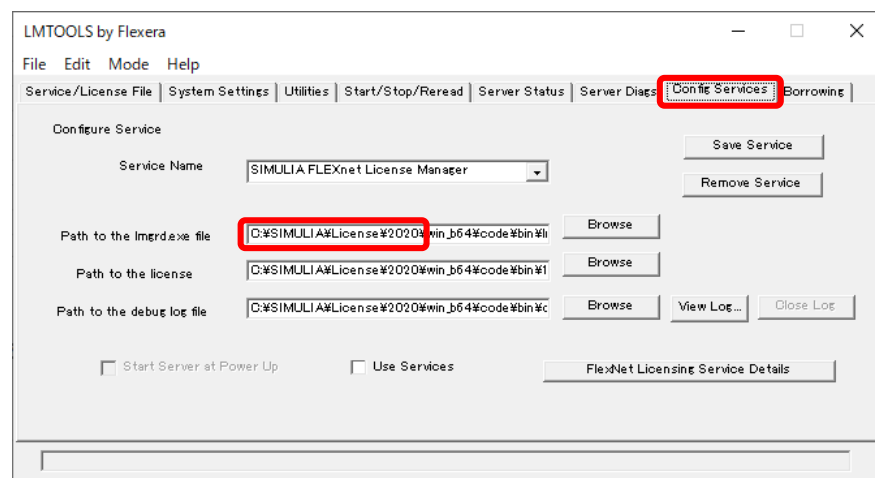 LMTOOLS by Flexera
File Edit Mode Help
Service/License File System Settings Utilities Start/Stop/Reread Server Status Server Diags Config Services Borrowing
Configure Service
Save Service
Service Name SIMULIA FLEXnet License Manager
Remove Service
Path to the lmgrd.exe file C:¥SIMULIA¥License¥2020¥win_b64¥code¥bin¥ Browse
Path to the license C:¥SIMULIA¥License¥2020¥win_b64¥code¥bin¥ Browse
Path to the debug log file C:¥SIMULIA¥License¥2020¥win_b64¥code¥bin¥ Browse View Log... Close Log
Start Server at Power Up Use Services FlexNet Licensing Service Details